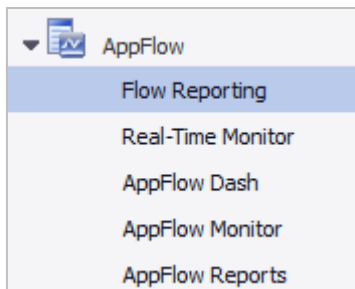 AppFlow
Flow Reporting
Real-Time Monitor
AppFlow Dash
AppFlow Monitor
AppFlow Reports